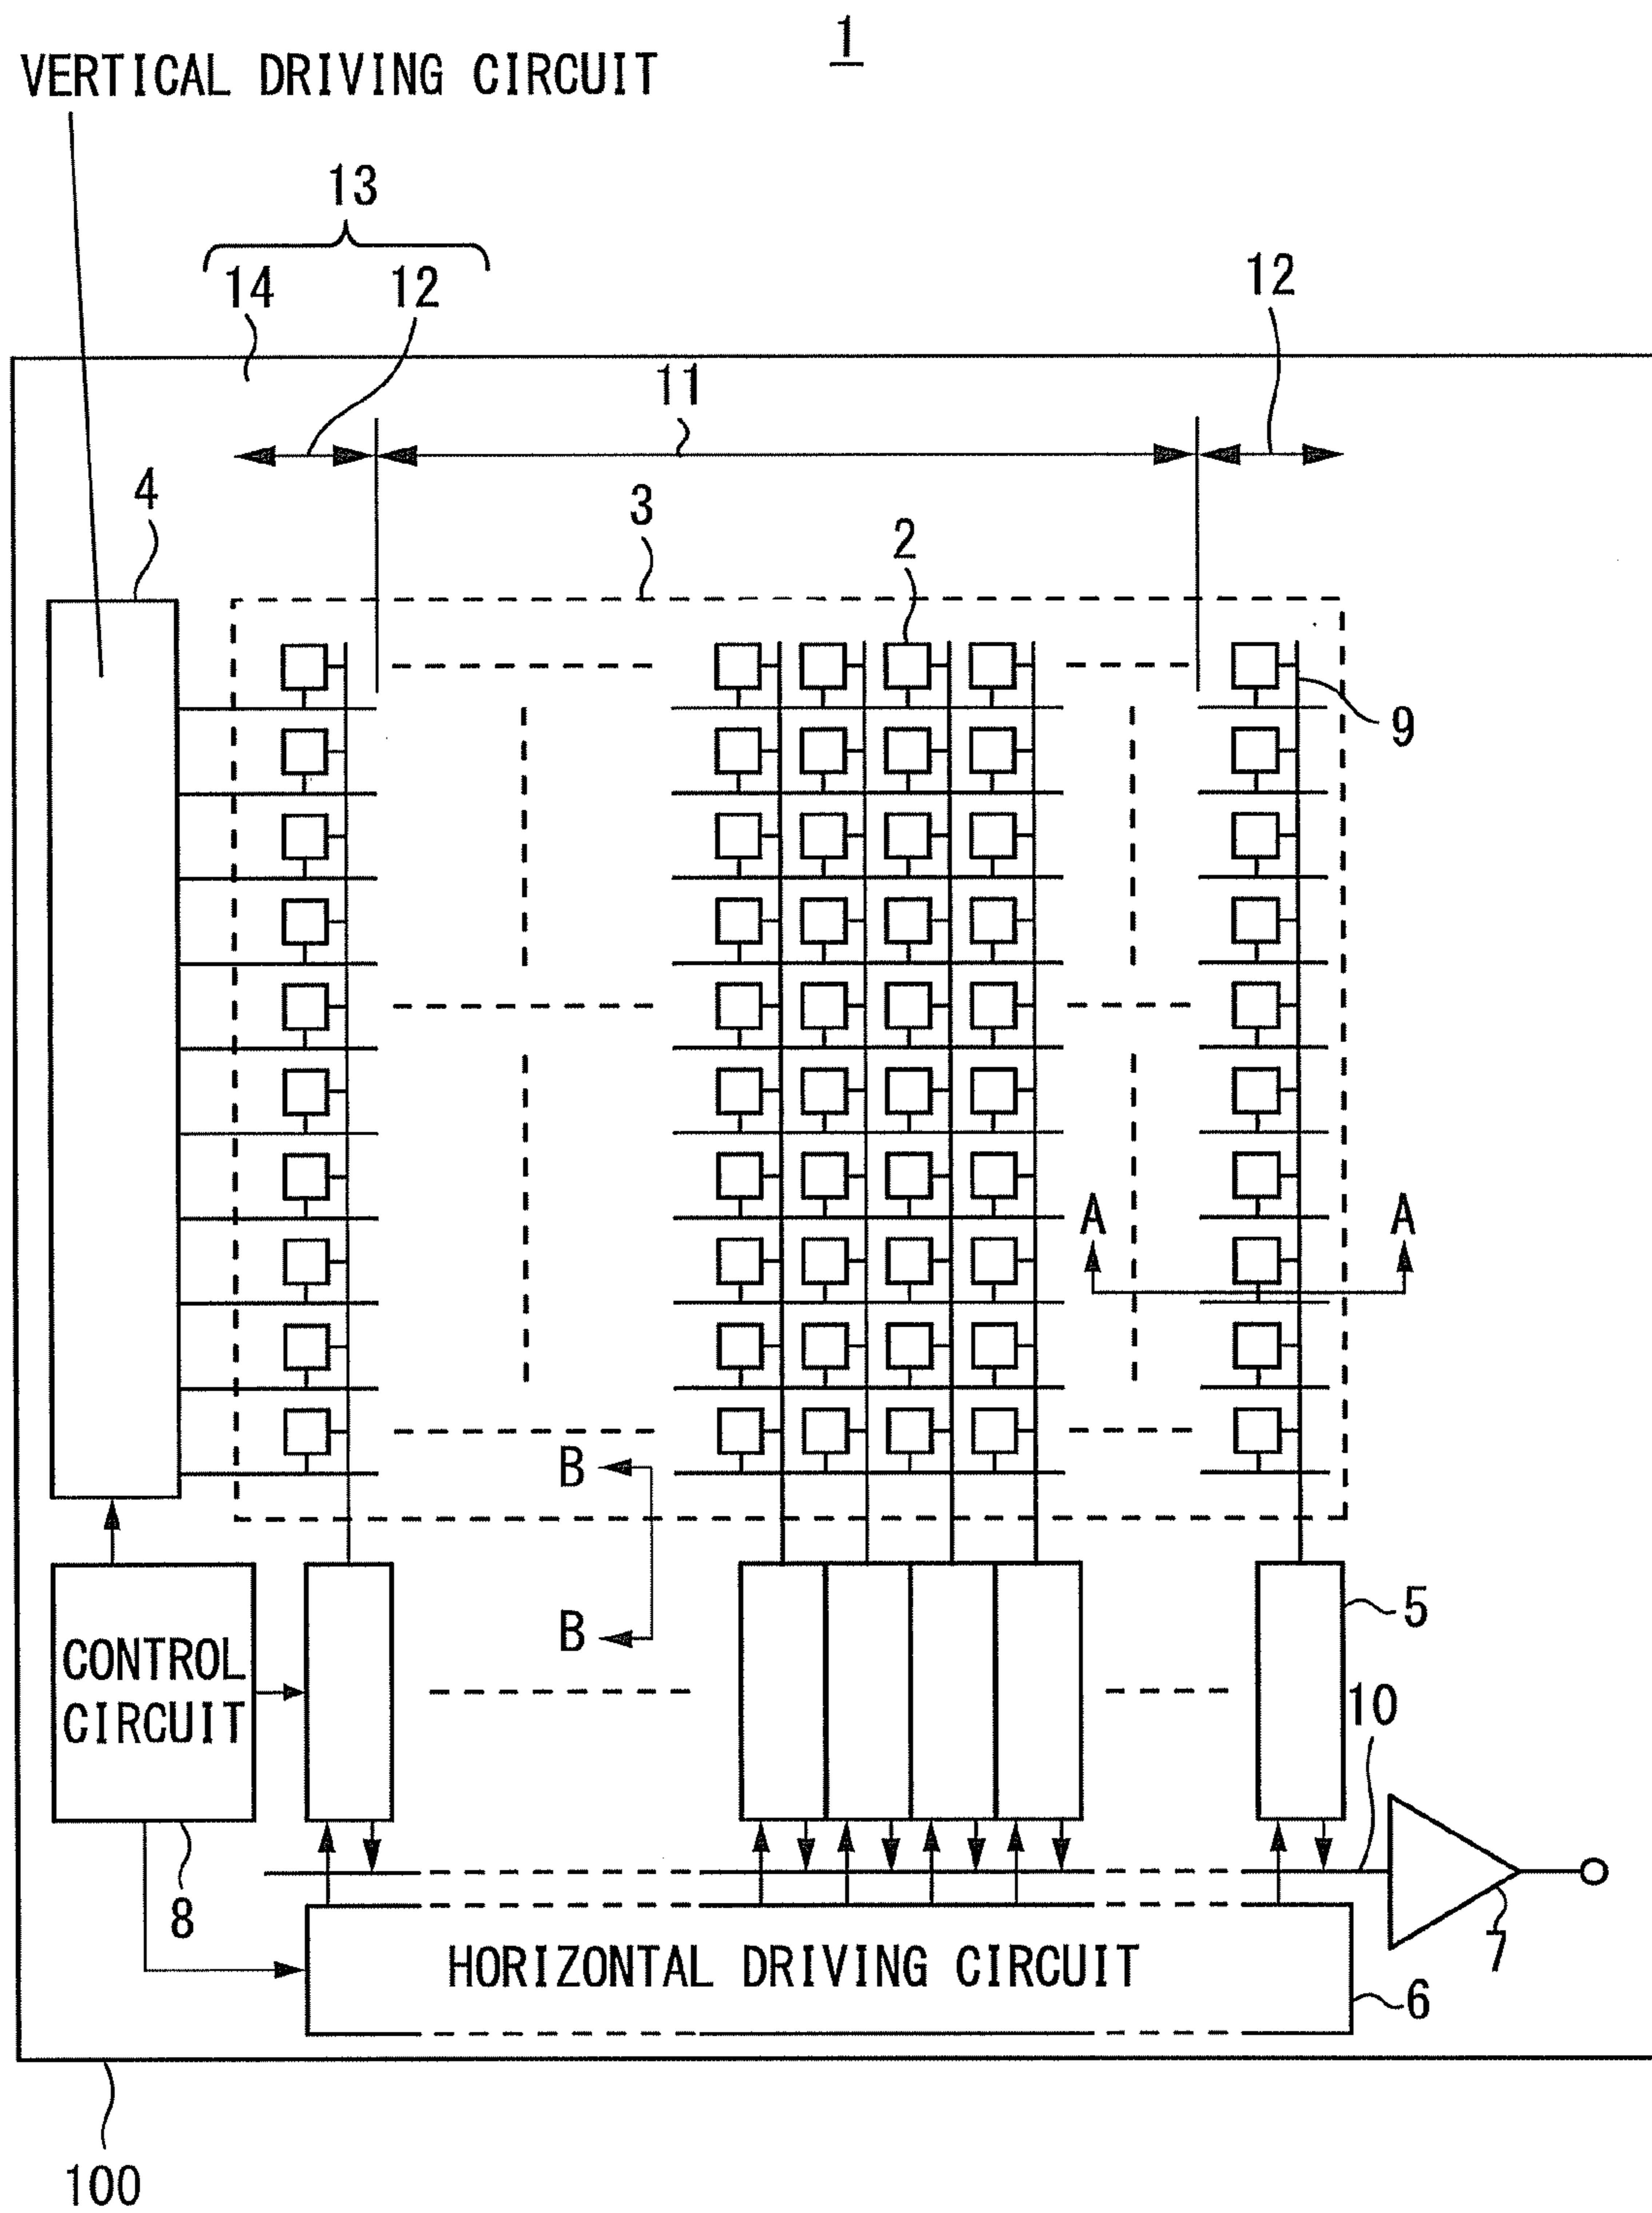 1
VERTICAL DRIVING CIRCUIT
13
14 12
12
11
4
3
2
9
A A
B
B
5
CONTROL
CIRCUIT
10
8
7
HORIZONTAL DRIVING CIRCUIT
6
100